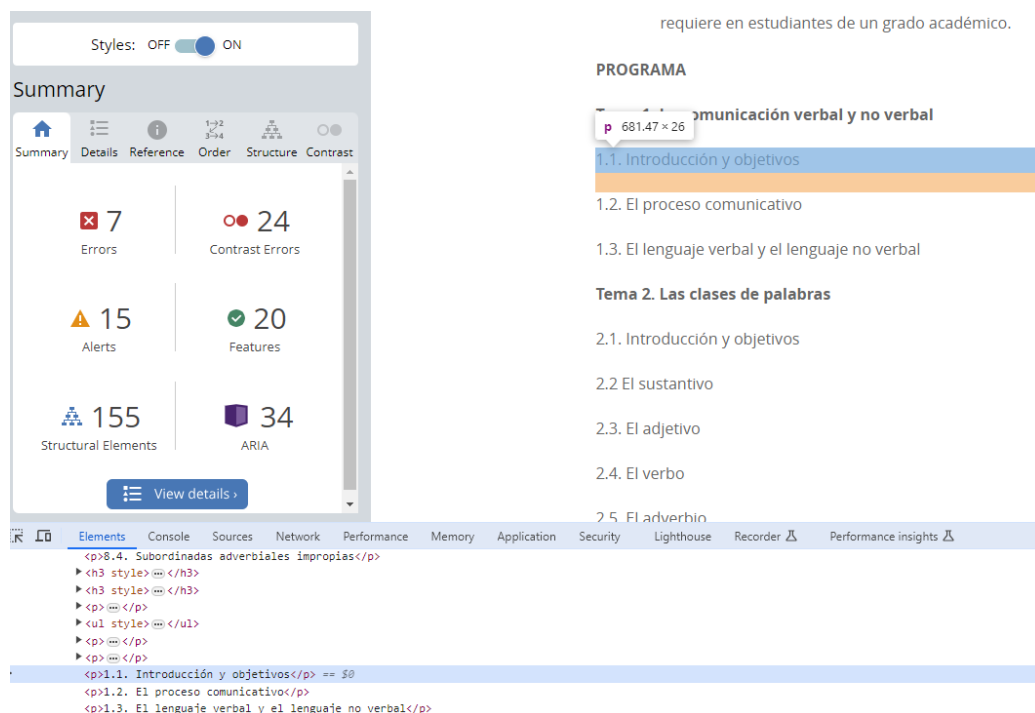 Styles: OFF ON
Summary
Summary Details Reference Order Structure Contrast
7
Errors
24
Contrast Errors
15
Alerts
20
Features
155
Structural Elements
34
ARIA
View details ›
requiere en estudiantes de un grado académico.
PROGRAMA
omunicación verbal y no verbal
p 681.47 × 26
1.1. Introducción y objetivos
1.2. El proceso comunicativo
1.3. El lenguaje verbal y el lenguaje no verbal
Tema 2. Las clases de palabras
2.1. Introducción y objetivos
2.2 El sustantivo
2.3. El adjetivo
2.4. El verbo
2.5. El adverbio
Elements Console Sources Network Performance Memory Application Security Lighthouse Recorder Performance insights
<p>8.4. Subordinadas adverbiales impropias</p>
<h3 style>…</h3>
<h3 style>…</h3>
<p>…</p>
<ul style>…</ul>
<p>…</p>
<p>…</p>
<p>1.1. Introducción y objetivos</p> == $0
<p>1.2. El proceso comunicativo</p>
<p>1.3. El lenguaje verbal y el lenguaje no verbal</p>